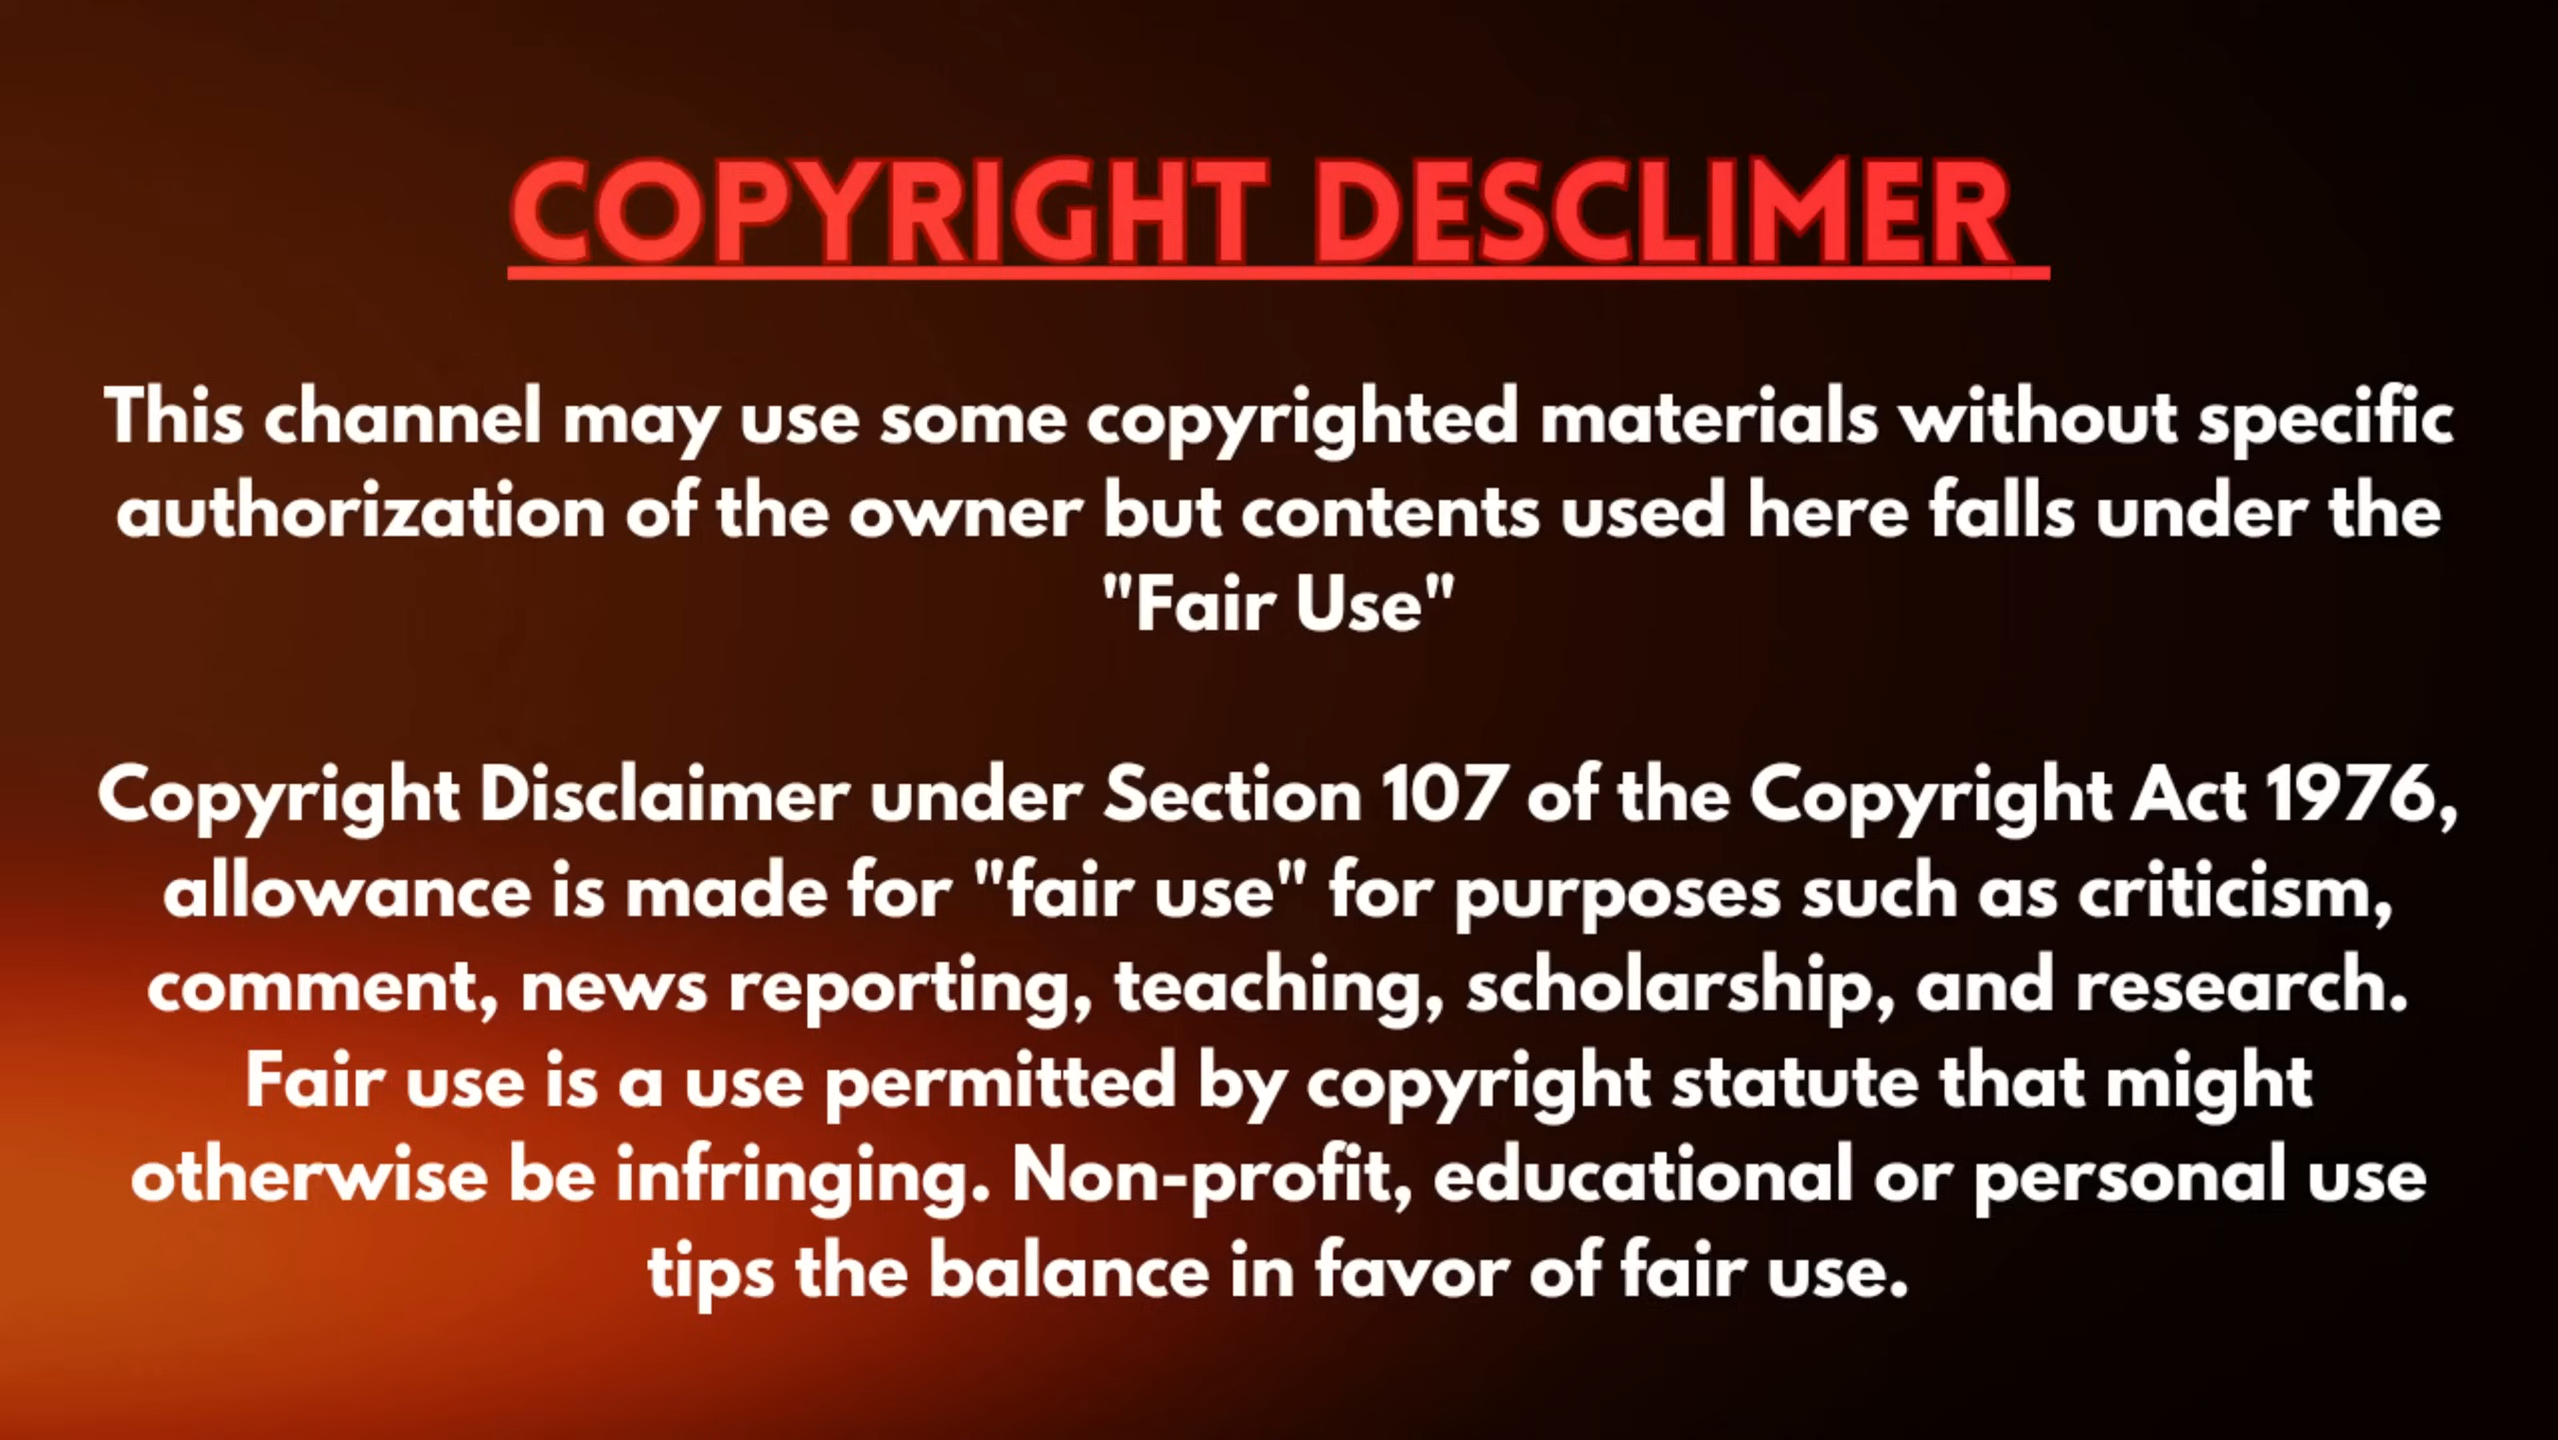 COPYRIGHT DESCLIMER
This channel may use some copyrighted materials without specific
authorization of the owner but contents used here falls under the
"Fair Use"
Copyright Disclaimer under Section 107 of the Copyright Act 1976,
allowance is made for "fair use" for purposes such as criticism,
comment, news reporting, teaching, scholarship, and research.
Fair use is a use permitted by copyright statute that might
otherwise be infringing. Non-profit, educational or personal use
tips the balance in favor of fair use.